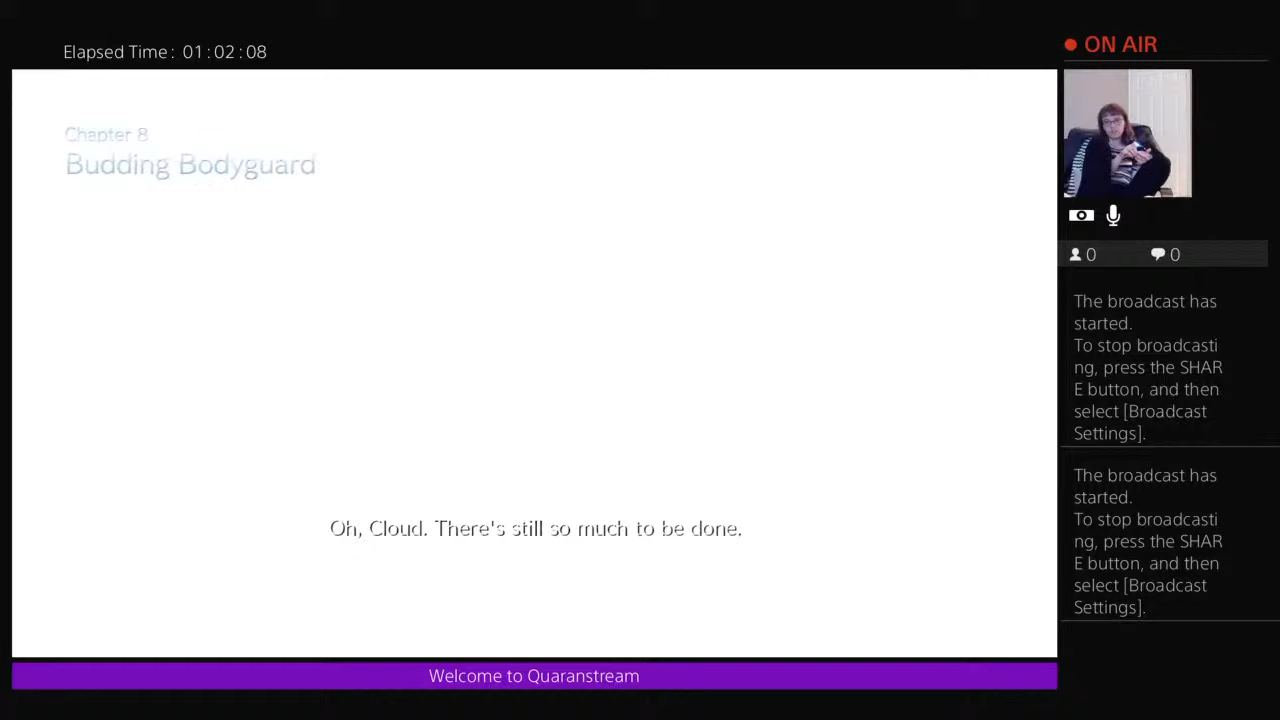 Elapsed Time: 01:02:08
ON AIR
Chapter 8
Budding Bodyguard
0
0
The broadcast has
started.
To stop broadcasti
ng, press the SHAR
E button, and then
select [Broadcast
Settings].
The broadcast has
started.
To stop broadcasti
ng, press the SHAR
E button, and then
select [Broadcast
Settings].
Oh, Cloud. There's still so much to be done.
Welcome to Quaranstream